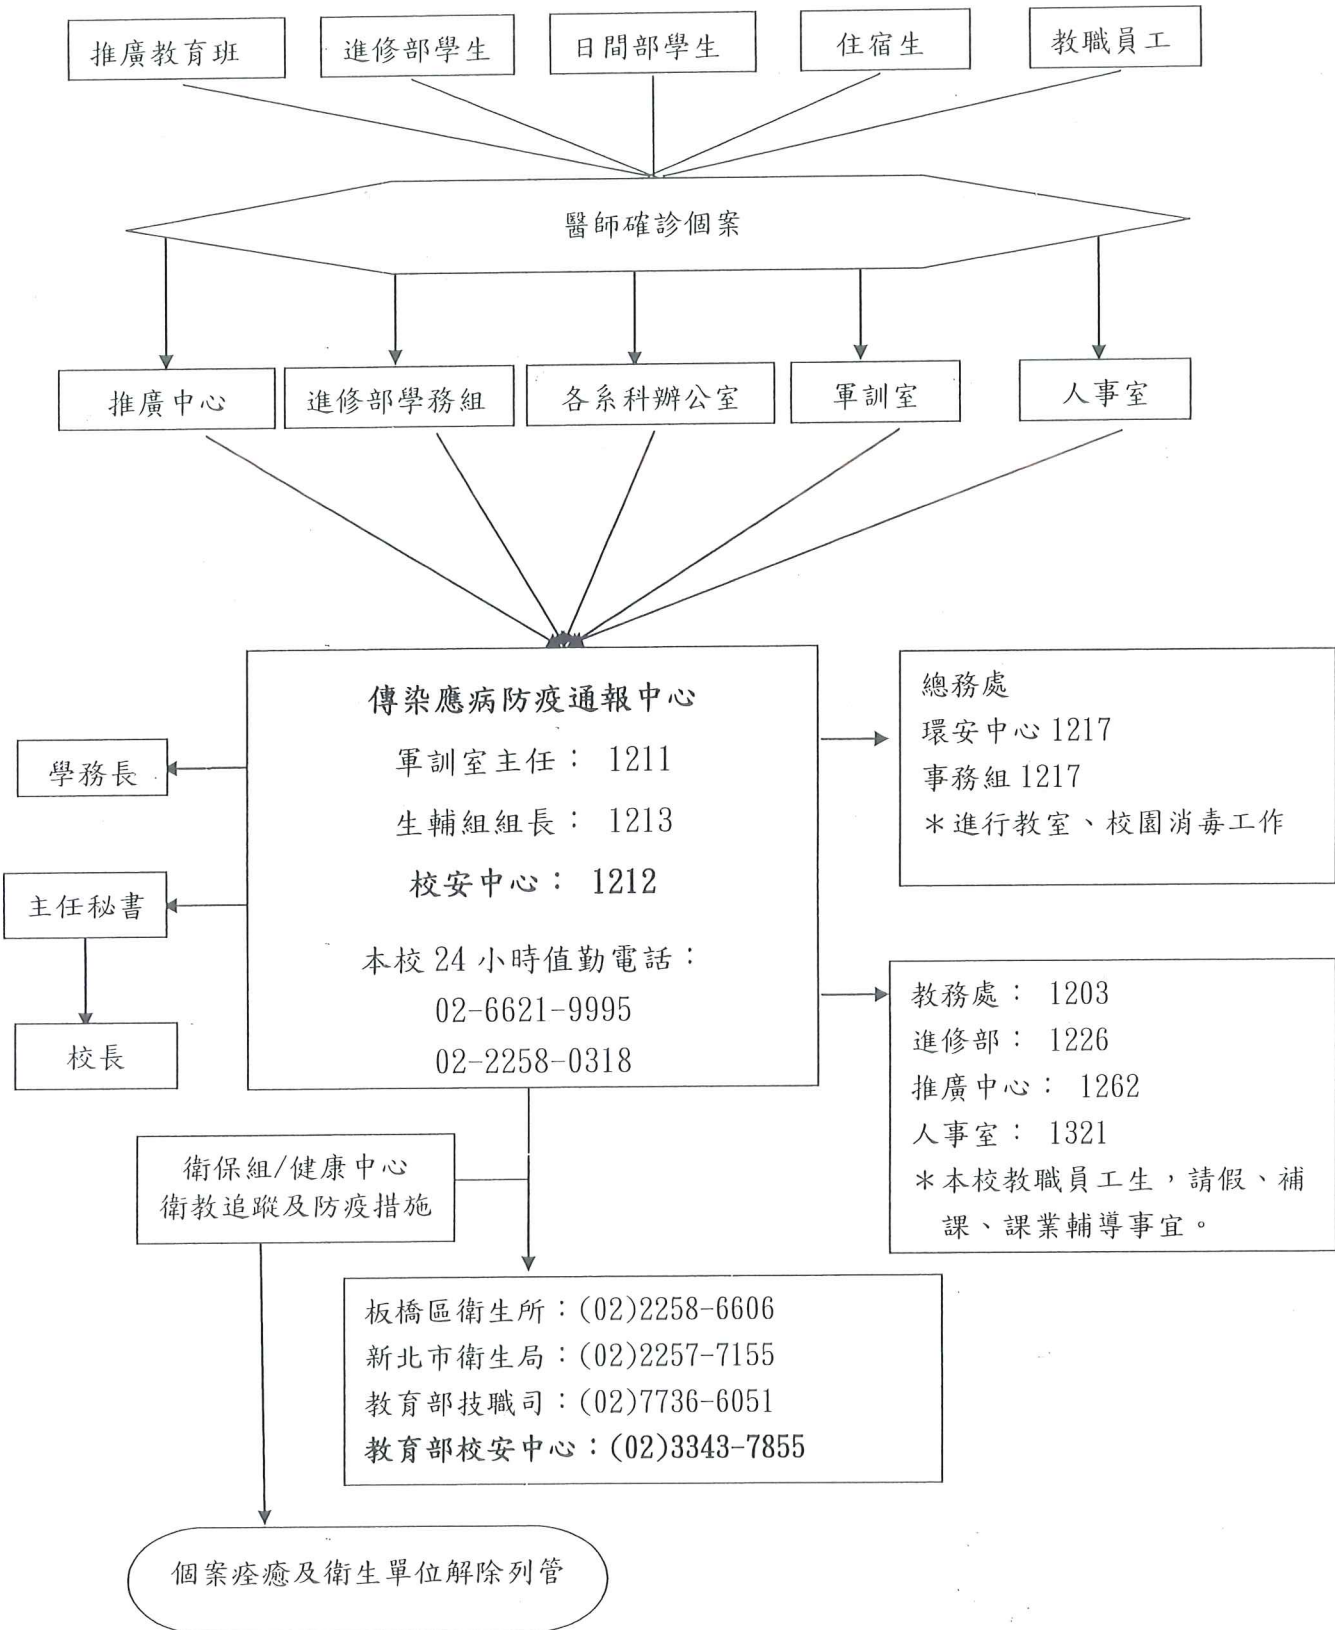 推廣教育班
進修部學生
日間部學生
住宿生
教職員工
醫師確診個案
推廣中心
進修部學務組
各系科辦公室
軍訓室
人事室
傳染應病防疫通報中心
軍訓室主任： 1211
生輔組組長： 1213
校安中心： 1212
本校 24 小時值勤電話：
02-6621-9995
02-2258-0318
學務長
主任秘書
校長
總務處
環安中心 1217
事務組 1217
＊進行教室、校園消毒工作
教務處： 1203
進修部： 1226
推廣中心： 1262
人事室： 1321
＊本校教職員工生，請假、補
課、課業輔導事宜。
衛保組/健康中心
衛教追蹤及防疫措施
板橋區衛生所：(02)2258-6606
新北市衛生局：(02)2257-7155
教育部技職司：(02)7736-6051
教育部校安中心：(02)3343-7855
個案痊癒及衛生單位解除列管